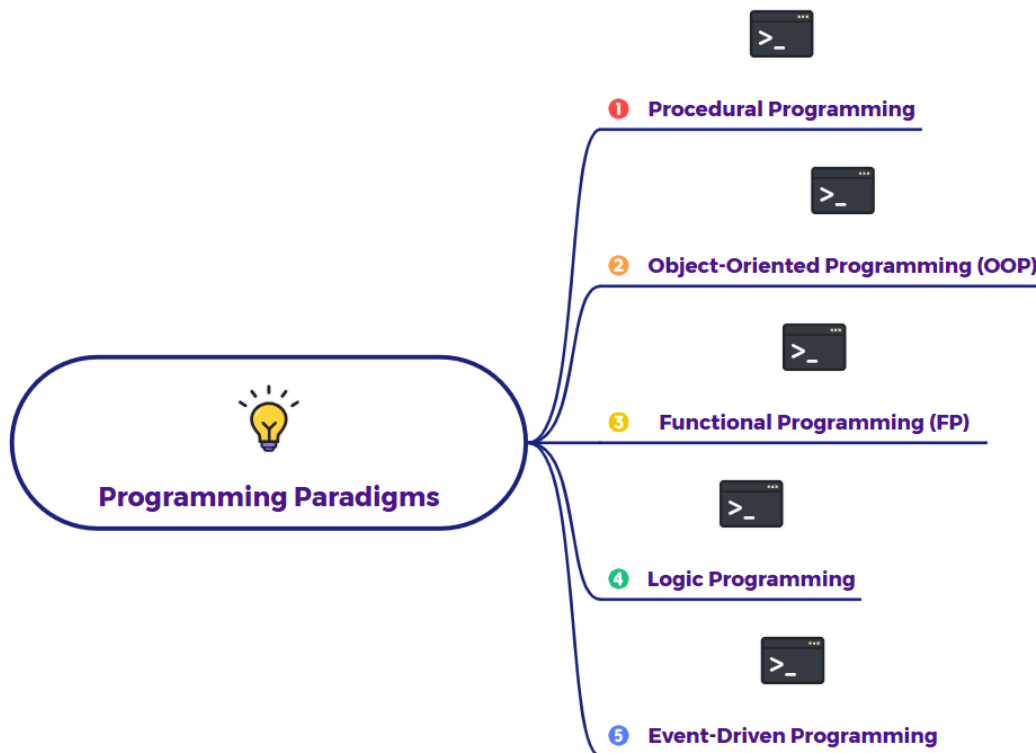 Programming Paradigms
1 Procedural Programming
2 Object-Oriented Programming (OOP)
3 Functional Programming (FP)
4 Logic Programming
5 Event-Driven Programming